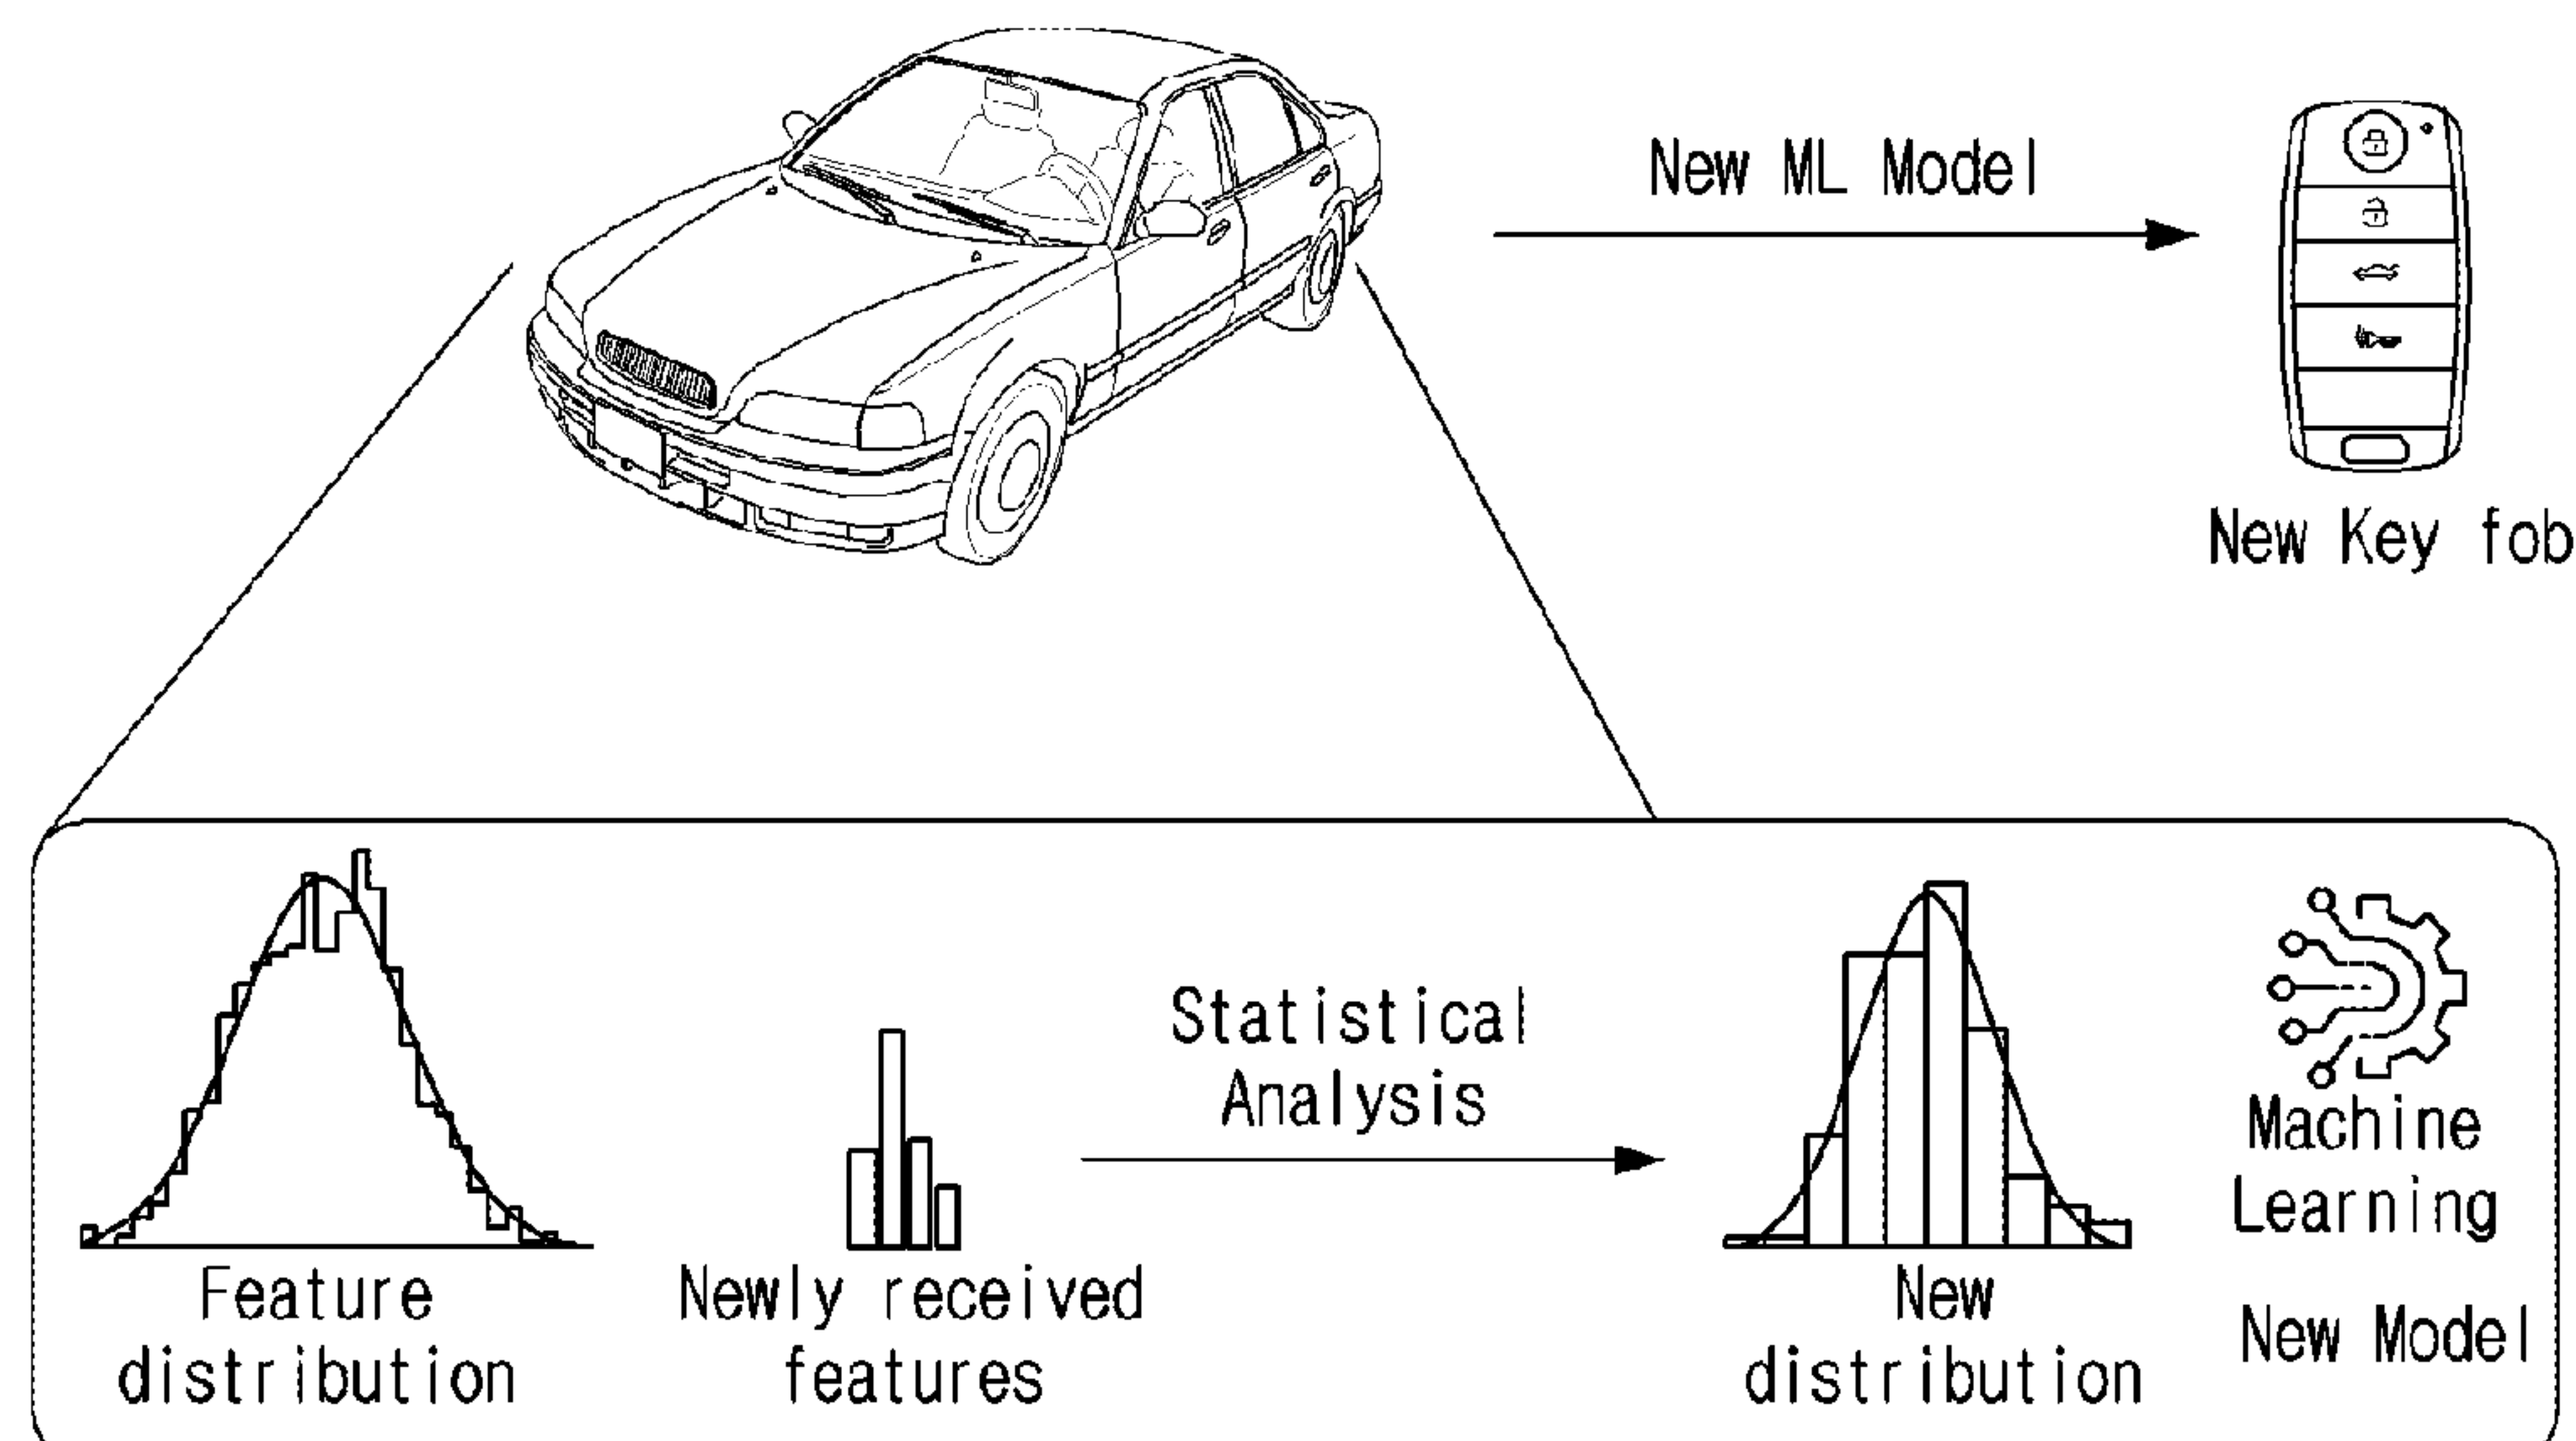 New ML Model
New Key fob
Statistical
Analysis
Machine
Learning
Feature
distribution
Newly received
features
New
distribution
New Model